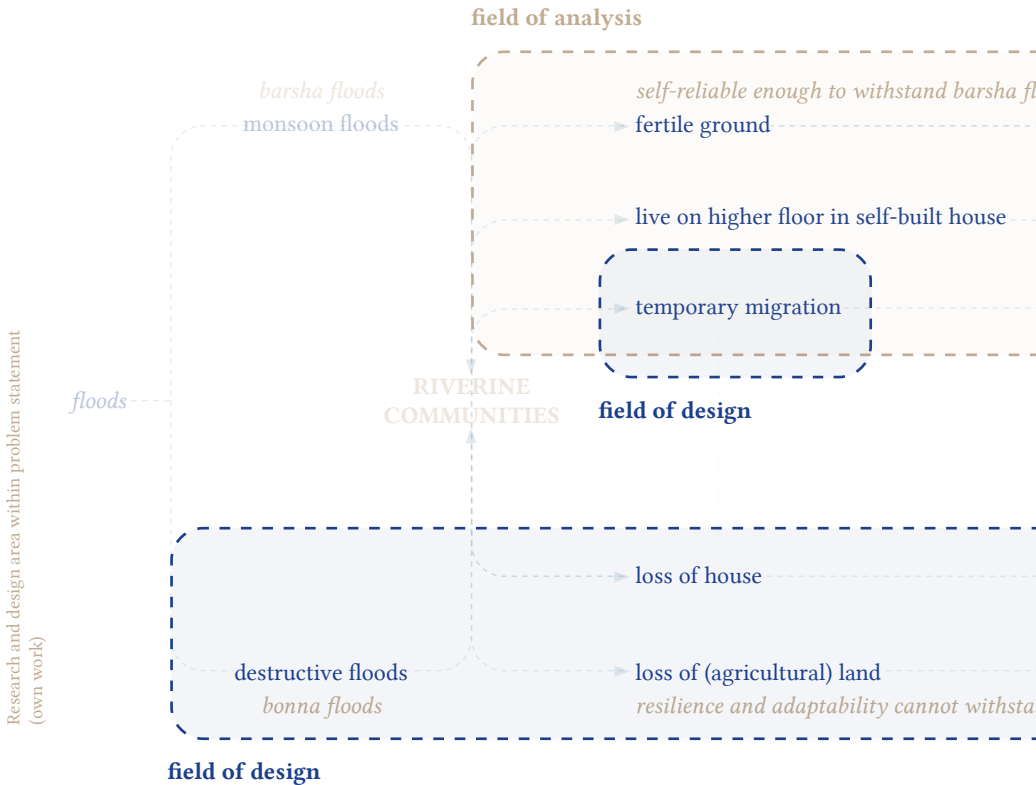 field of analysis
barsha floods
monsoon floods
self-reliable enough to withstand barsha fl
fertile ground
live on higher floor in self-built house
temporary migration
RIVERINE
COMMUNITIES
floods
field of design
loss of house
destructive floods
bonna floods
loss of (agricultural) land
resilience and adaptability cannot withsta
field of design
Research and design area within problem statement
(own work)